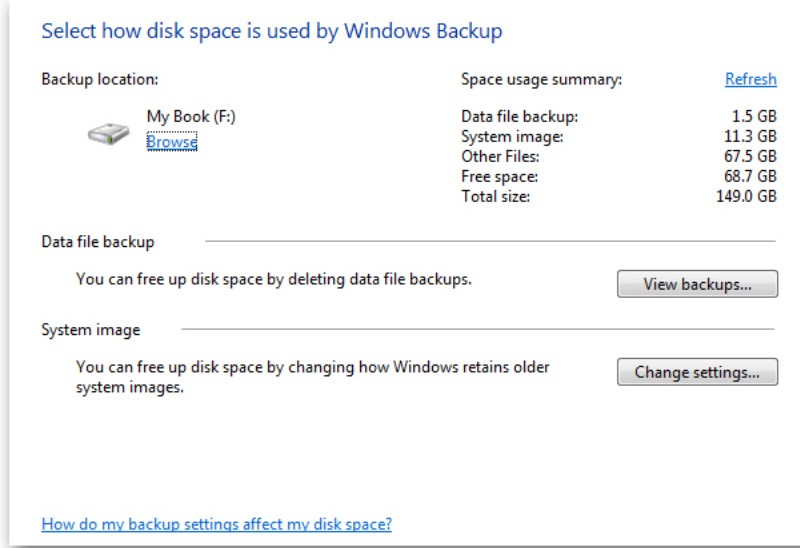 Select how disk space is used by Windows Backup
Backup location:
My Book (F:)
Browse
Space usage summary: Refresh
Data file backup: 1.5 GB
System image: 11.3 GB
Other Files: 67.5 GB
Free space: 68.7 GB
Total size: 149.0 GB
Data file backup
You can free up disk space by deleting data file backups.
View backups...
System image
You can free up disk space by changing how Windows retains older
system images.
Change settings...
How do my backup settings affect my disk space?